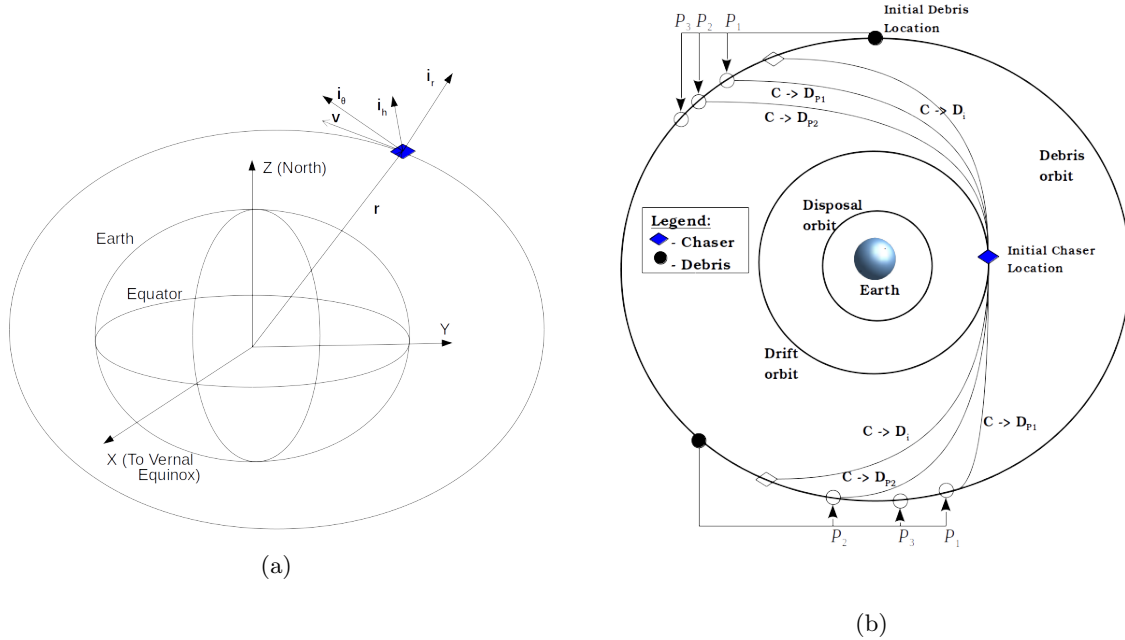 i_r
i_θ
i_h
v
Z (North)
r
Earth
Equator
Y
X (To Vernal
Equinox)
(a)
Initial Debris
Location
P_3 P_2 P_1
C -> D_P1
C -> D_P2
C -> D_i
Debris
orbit
Disposal
orbit
Legend:
- Chaser
- Debris
Initial Chaser
Location
Earth
Drift
orbit
C -> D_P1
C -> D_i
C -> D_P2
P_2 P_3 P_1
(b)